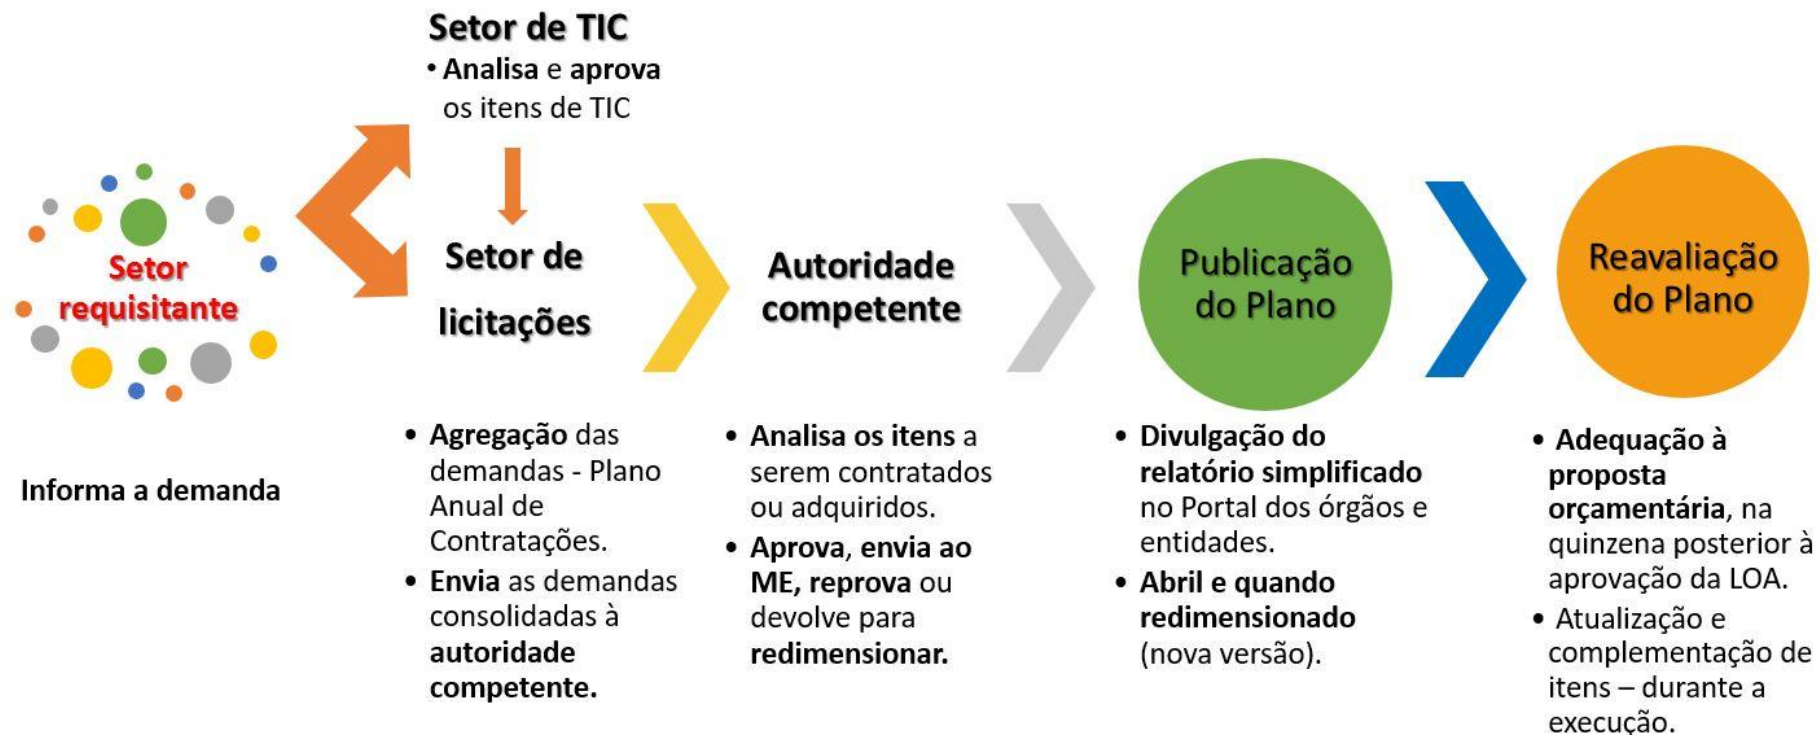 Setor de TIC
• Analisa e aprova
os itens de TIC
Setor
requisitante
Informa a demanda
Setor de
licitações
• Agregação das
demandas - Plano
Anual de
Contratações.
• Envia as demandas
consolidadas à
autoridade
competente.
Autoridade
competente
• Analisa os itens a
serem contratados
ou adquiridos.
• Aprova, envia ao
ME, reprova ou
devolve para
redimensionar.
Publicação
do Plano
• Divulgação do
relatório simplificado
no Portal dos órgãos e
entidades.
• Abril e quando
redimensionado
(nova versão).
Reavaliação
do Plano
• Adequação à
proposta
orçamentária, na
quinzena posterior à
aprovação da LOA.
• Atualização e
complementação de
itens – durante a
execução.